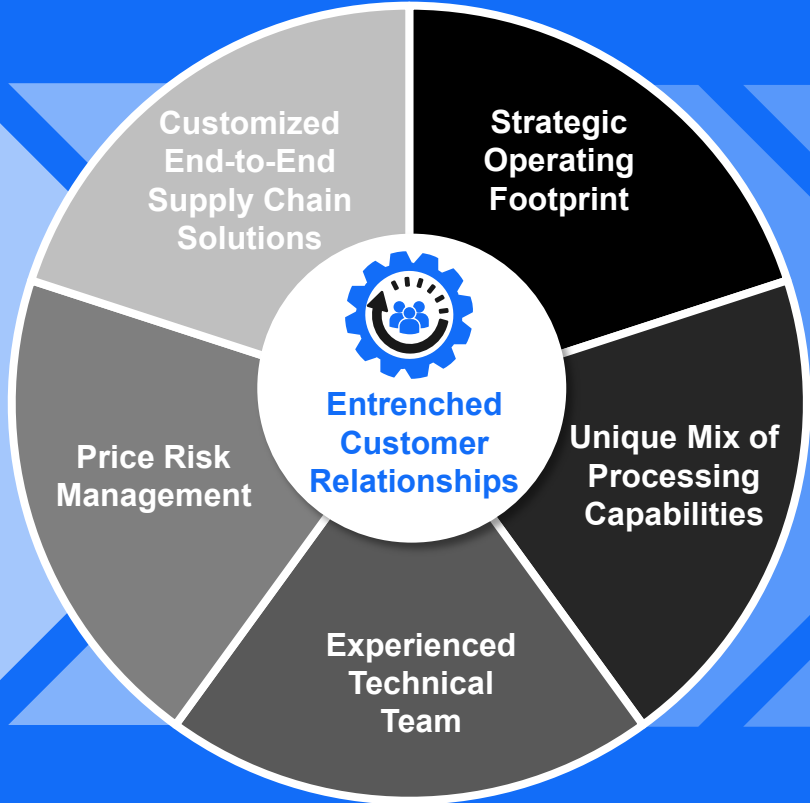 Customized
End-to-End
Supply Chain
Solutions
Strategic
Operating
Footprint
Entrenched
Customer
Relationships
Unique Mix of
Processing
Capabilities
Price Risk
Management
Experienced
Technical
Team